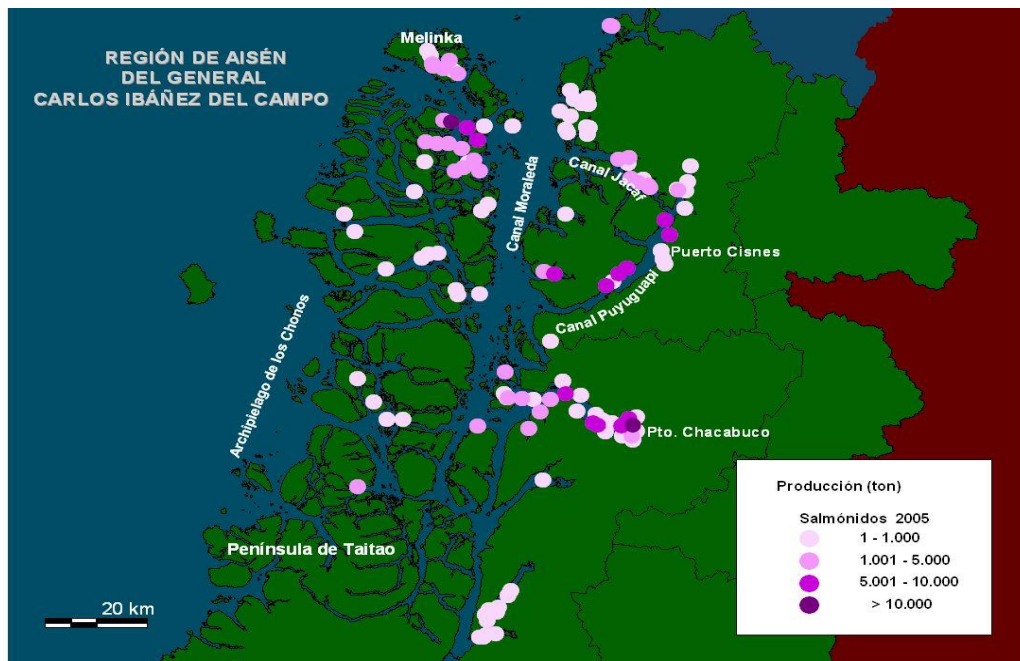 REGIÓN DE AISÉN
DEL GENERAL
CARLOS IBÁÑEZ DEL CAMPO
Melinka
Canal Moraleda
Canal Jacaf
Puerto Cisnes
Canal Puyuguapi
Archipielago de los Chonos
Pto. Chacabuco
Península de Taitao
20 km
Producción (ton)
Salmónidos 2005
1 - 1.000
1.001 - 5.000
5.001 - 10.000
> 10.000